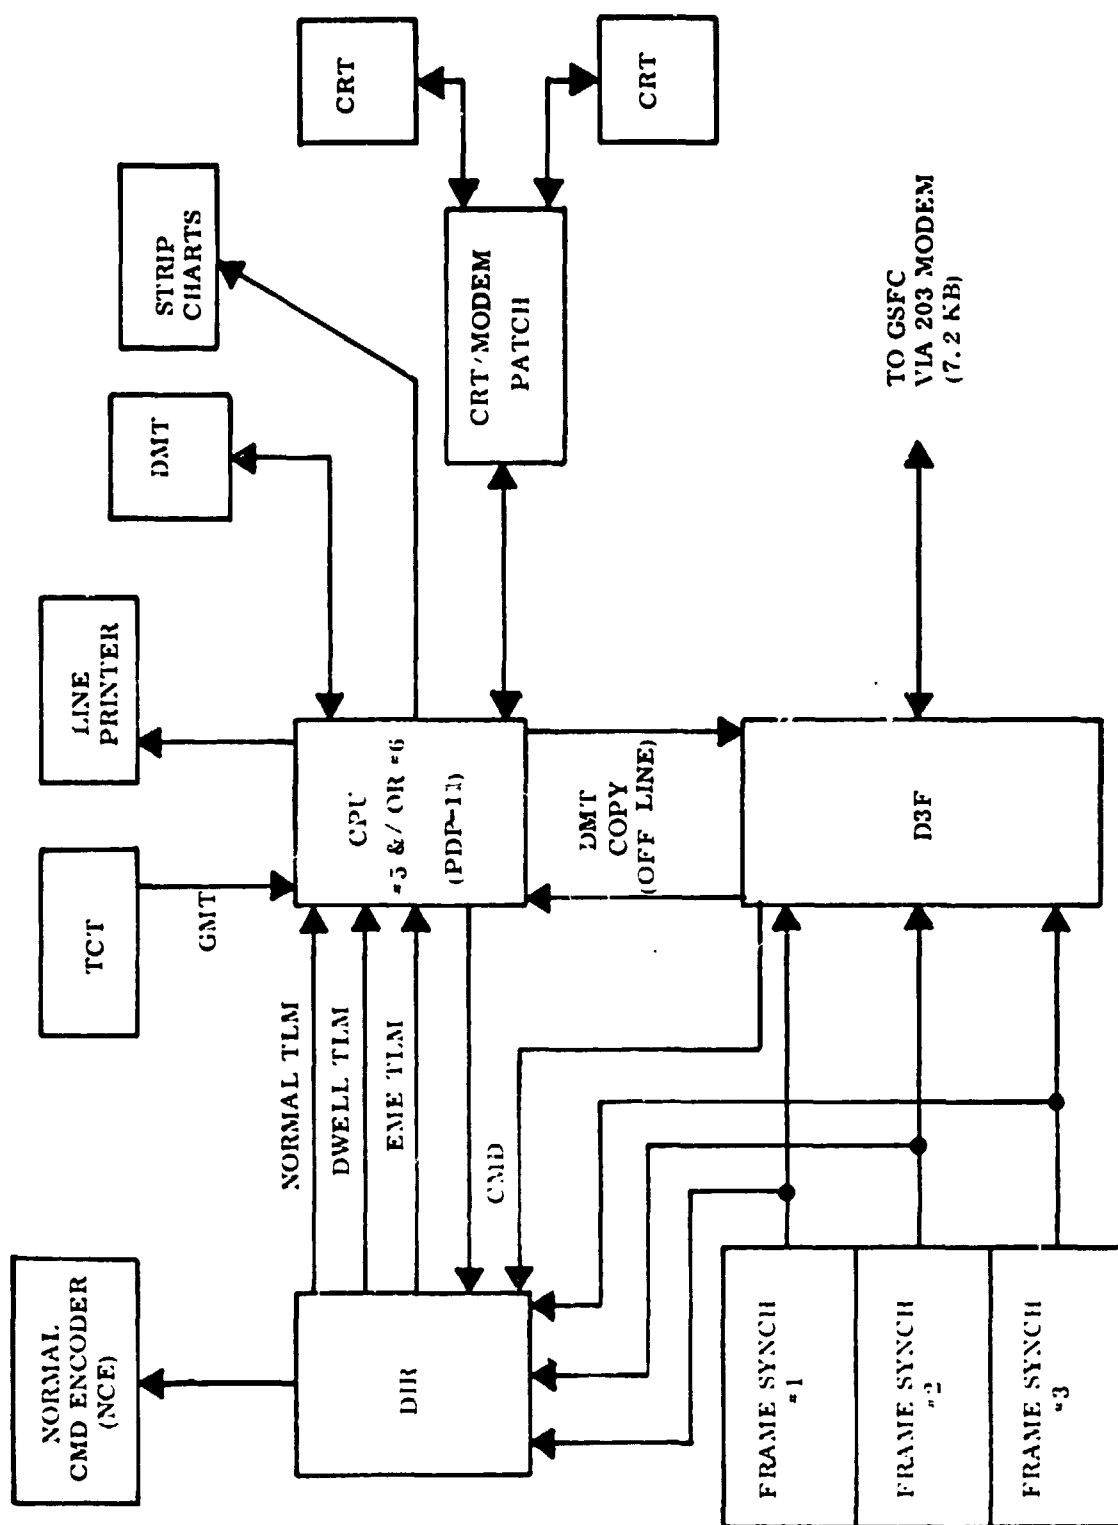 NORMAL
CMD ENCODER
(NCE)
TCT
LINE
PRINTER
DMT
STRIP
CHARTS
GMT
NORMAL TLM
DWELL TLM
EME TLM
CMD
DIR
CPU
#5 & / OR #6
(PDP-11)
CRT
CRT/MODEM
PATCH
CRT
DMT
COPY
(OFF LINE)
FRAME SYNCH
#1
FRAME SYNCH
#2
FRAME SYNCH
#3
D3F
TO GSFC
VIA 203 MODEM
(7.2 KB)